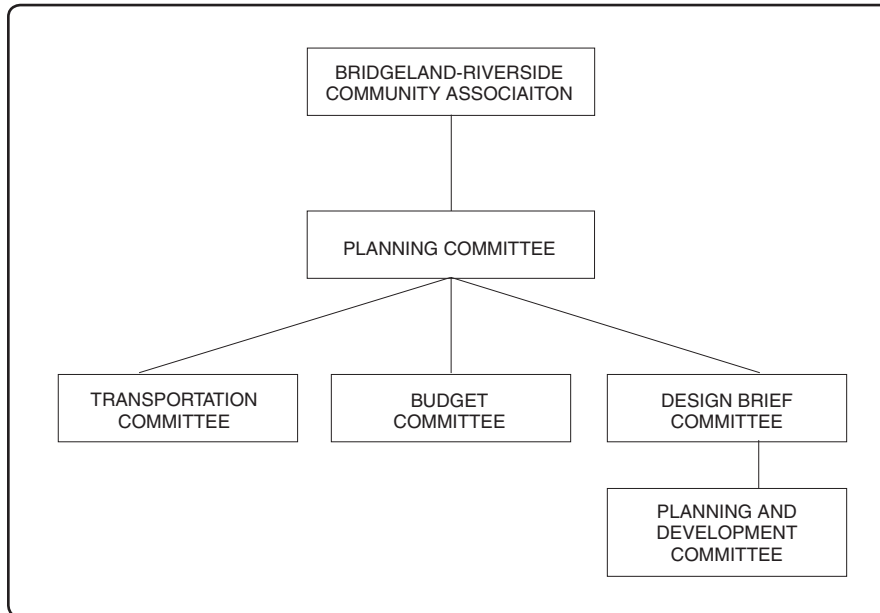 BRIDGELAND-RIVERSIDE
COMMUNITY ASSOCIAITON
PLANNING COMMITTEE
TRANSPORTATION
COMMITTEE
BUDGET
COMMITTEE
DESIGN BRIEF
COMMITTEE
PLANNING AND
DEVELOPMENT
COMMITTEE